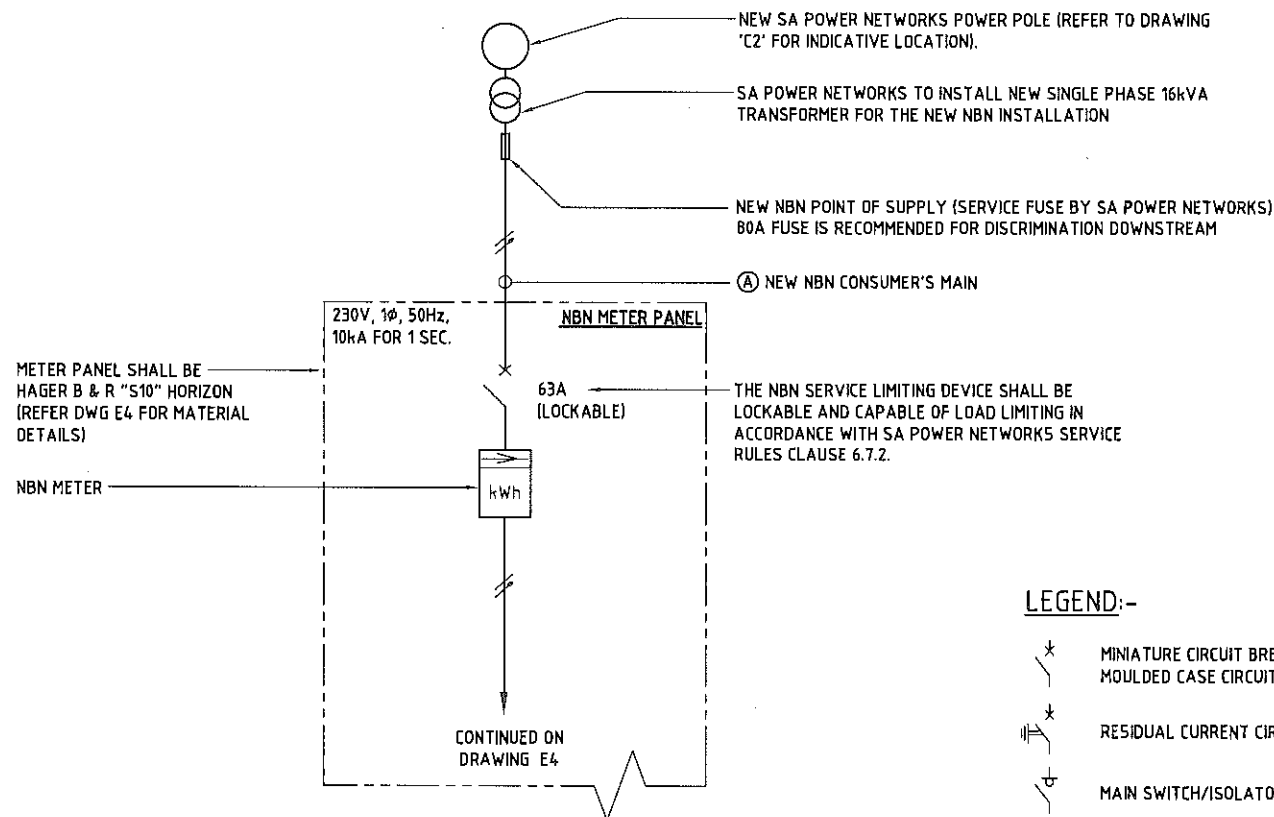 NEW SA POWER NETWORKS POWER POLE (REFER TO DRAWING
'C2' FOR INDICATIVE LOCATION).
SA POWER NETWORKS TO INSTALL NEW SINGLE PHASE 16kVA
TRANSFORMER FOR THE NEW NBN INSTALLATION
NEW NBN POINT OF SUPPLY (SERVICE FUSE BY SA POWER NETWORKS)
80A FUSE IS RECOMMENDED FOR DISCRIMINATION DOWNSTREAM
A NEW NBN CONSUMER'S MAIN
230V, 1Ø, 50Hz,
10kA FOR 1 SEC.
NBN METER PANEL
METER PANEL SHALL BE
HAGER B & R "S10" HORIZON
(REFER DWG E4 FOR MATERIAL
DETAILS)
63A
(LOCKABLE)
THE NBN SERVICE LIMITING DEVICE SHALL BE
LOCKABLE AND CAPABLE OF LOAD LIMITING IN
ACCORDANCE WITH SA POWER NETWORKS SERVICE
RULES CLAUSE 6.7.2.
NBN METER
kWh
CONTINUED ON
DRAWING E4
LEGEND:-
MINIATURE CIRCUIT BRE
MOULDED CASE CIRCUIT
RESIDUAL CURRENT CIR
MAIN SWITCH/ISOLATO